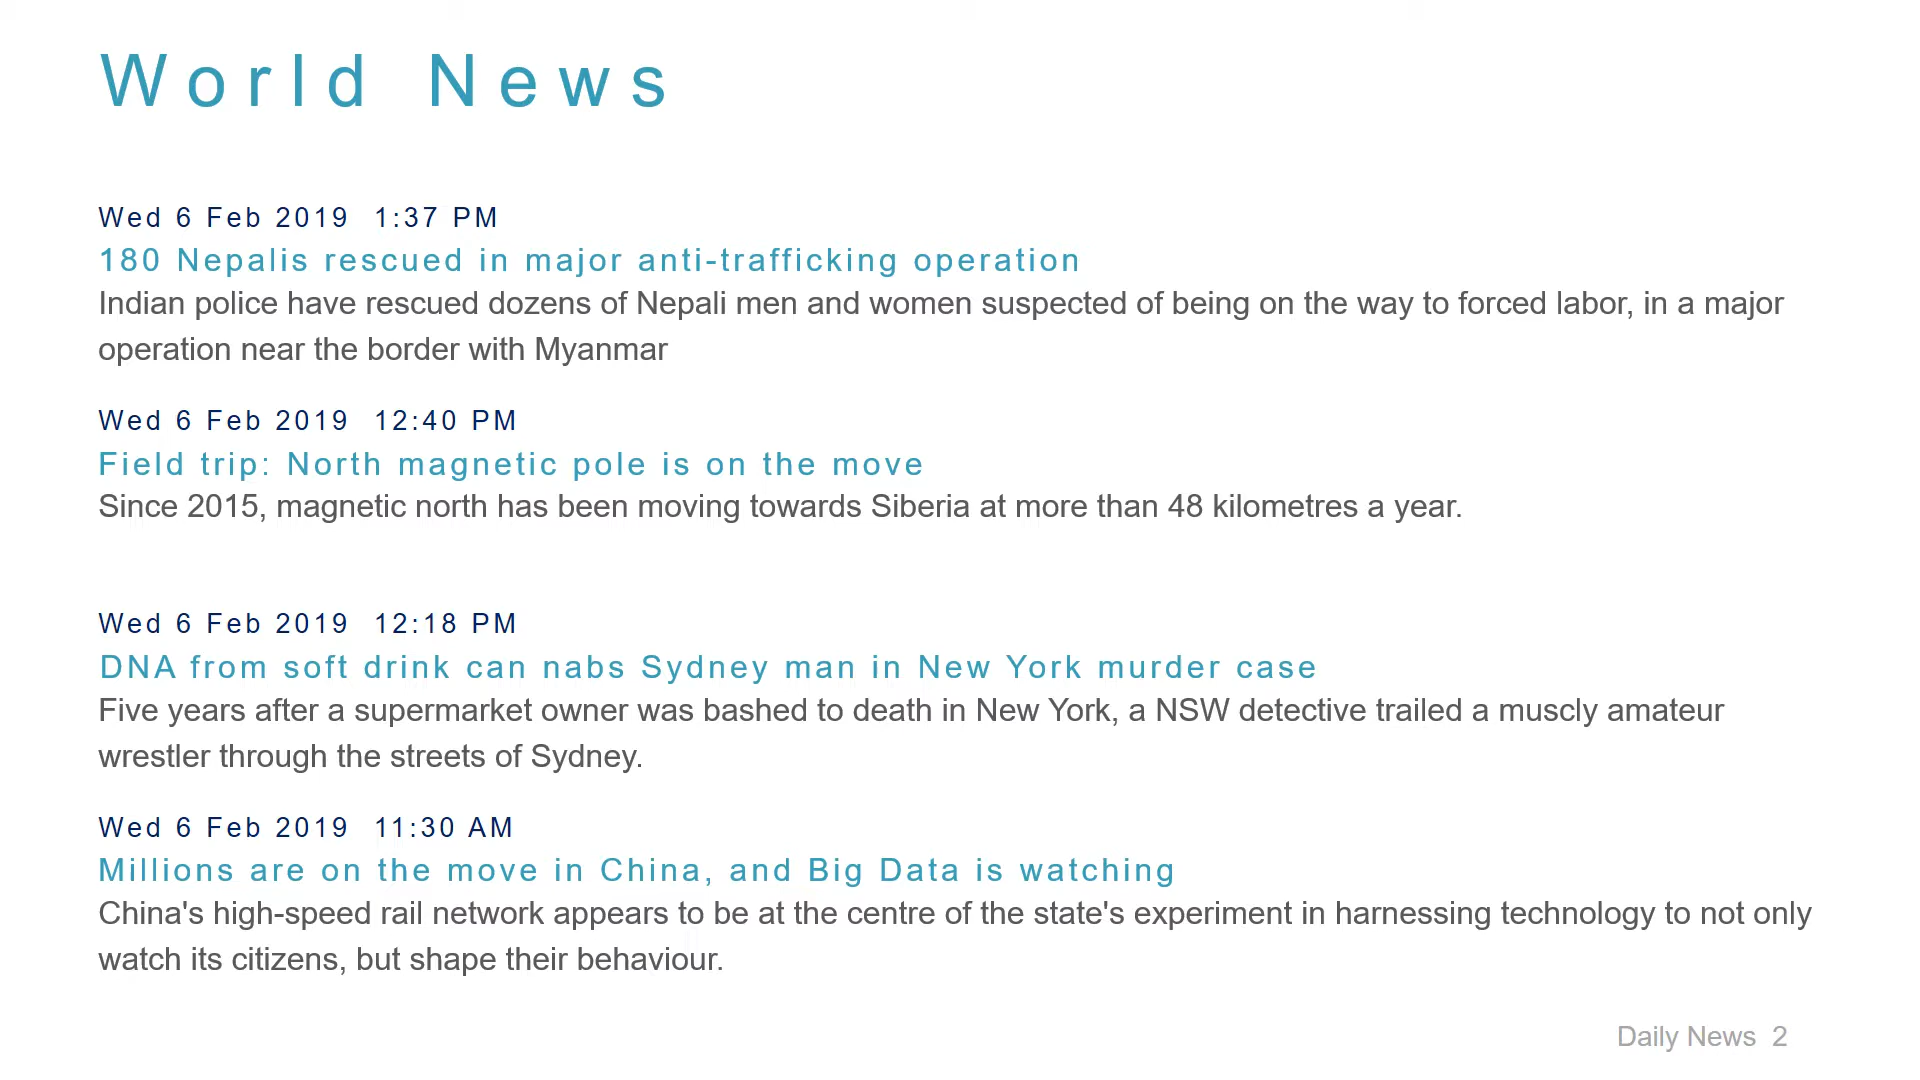 World News
Wed 6 Feb 2019 1:37 PM
180 Nepalis rescued in major anti-trafficking operation
Indian police have rescued dozens of Nepali men and women suspected of being on the way to forced labor, in a major
operation near the border with Myanmar
Wed 6 Feb 2019 12:40 PM
Field trip: North magnetic pole is on the move
Since 2015, magnetic north has been moving towards Siberia at more than 48 kilometres a year.
Wed 6 Feb 2019 12:18 PM
DNA from soft drink can nabs Sydney man in New York murder case
Five years after a supermarket owner was bashed to death in New York, a NSW detective trailed a muscly amateur
wrestler through the streets of Sydney.
Wed 6 Feb 2019 11:30 AM
Millions are on the move in China, and Big Data is watching
China's high-speed rail network appears to be at the centre of the state's experiment in harnessing technology to not only
watch its citizens, but shape their behaviour.
Daily News 2